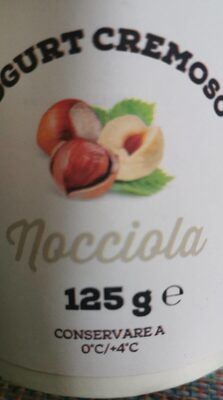 OGURT CREMOSO
Nocciola
125 g ℮
CONSERVARE A
0°C/+4°C